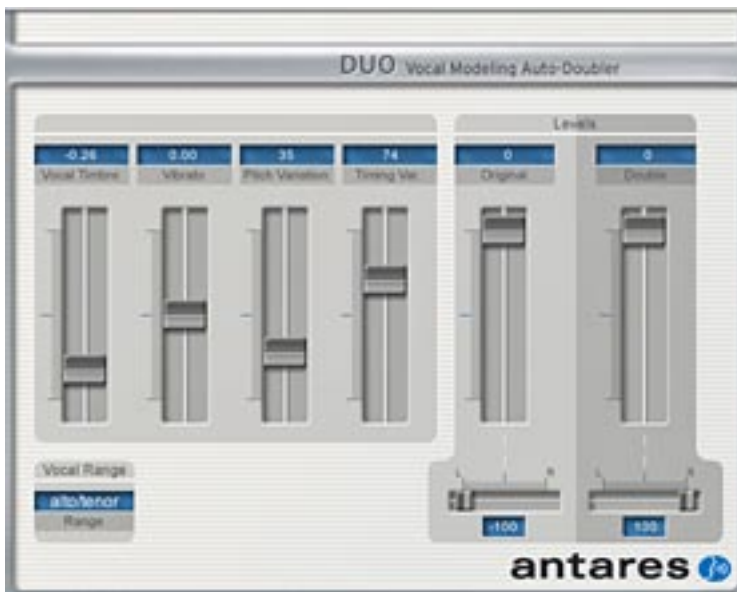 DUO Vocal Modeling Auto-Doubler
Levels
-0.26 0.00 35 74 0 0
Vocal Timbre Vibrato Pitch Variation Timing Var. Original Double
Vocal Range
L R L R
alto/tenor
Range
-100 100
antares